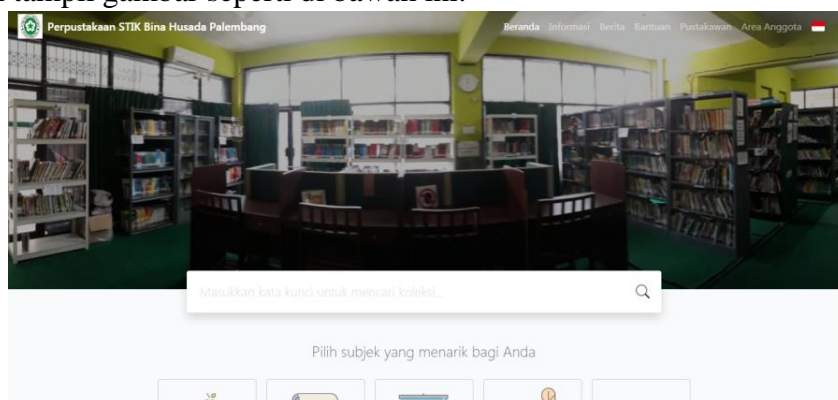 tampil gambar seperti di bawah ini.
Perpustakaan STIK Bina Husada Palembang
Beranda Informasi Berita Bantuan Pustakawan Area Anggota
Masukkan kata kunci untuk mencari koleksi...
Pilih subjek yang menarik bagi Anda